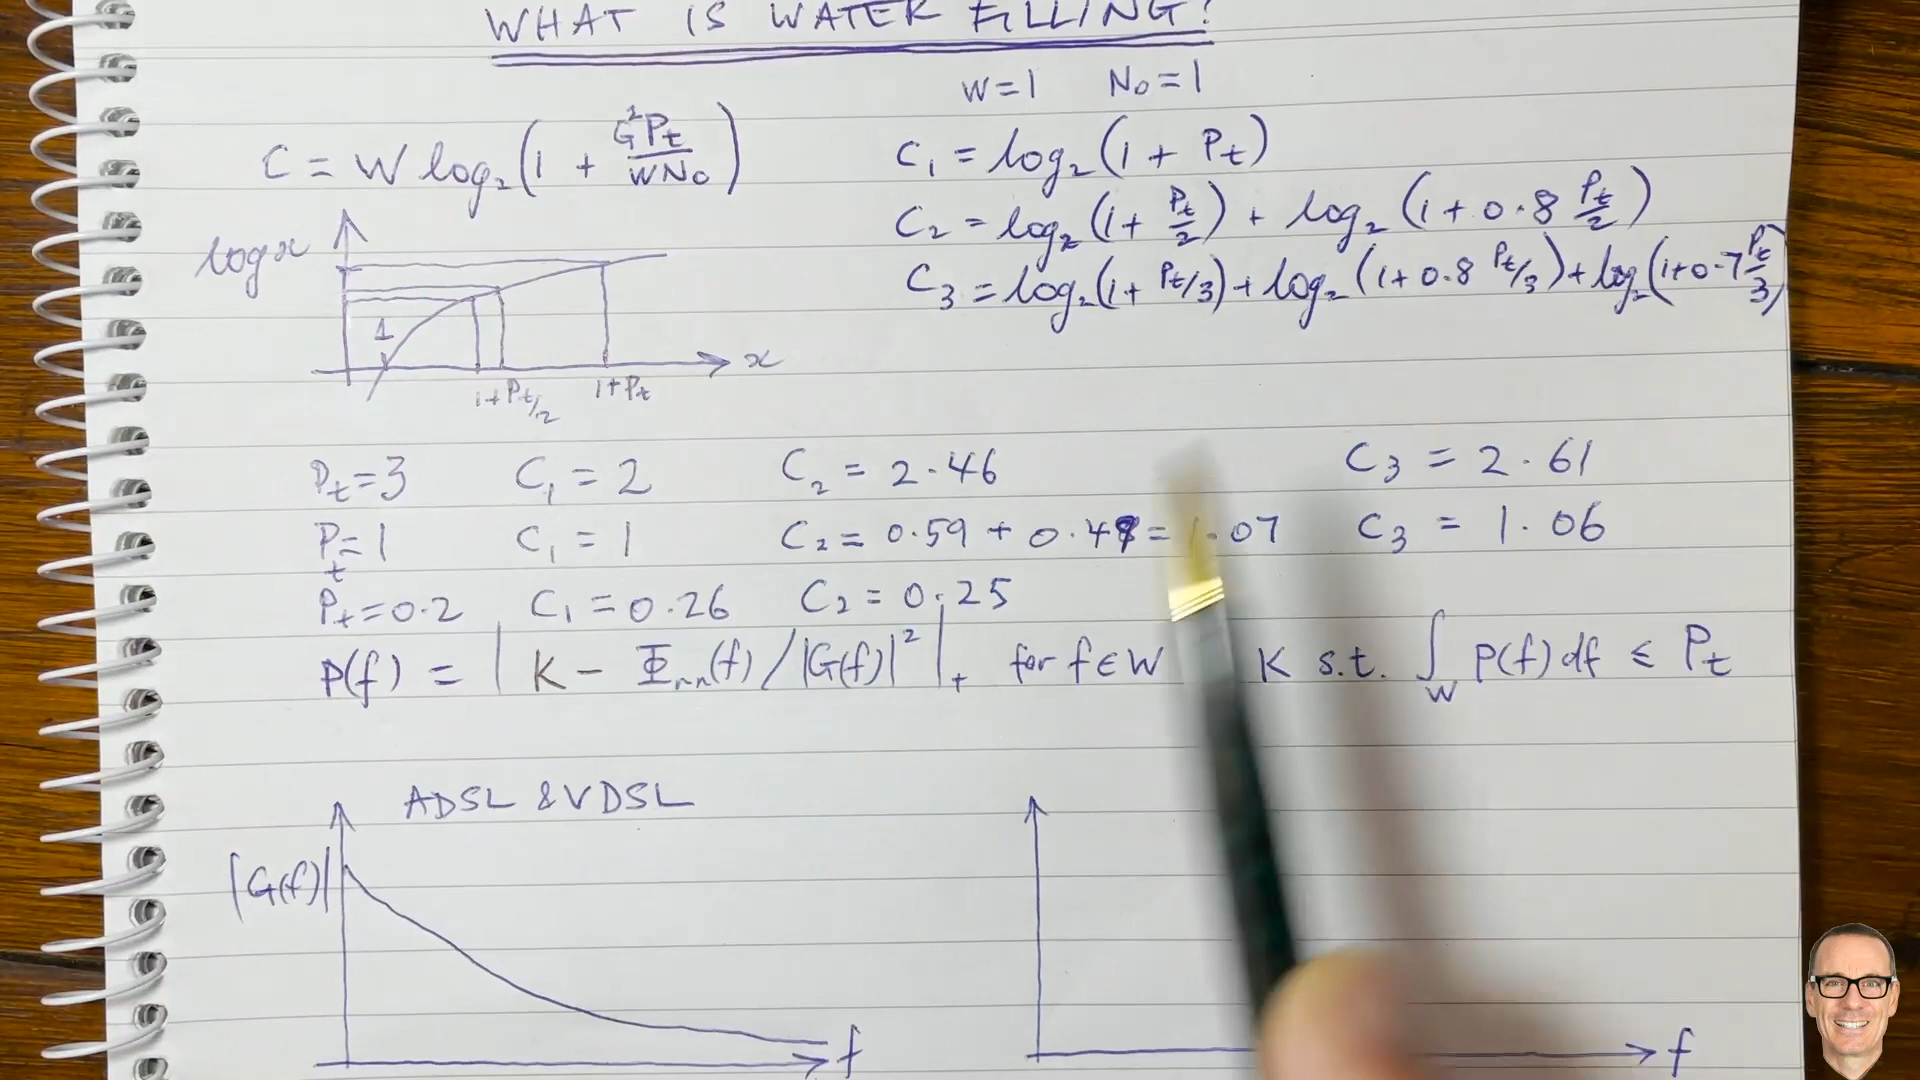 WHAT IS WATER FILLING?
W=1 N₀=1
C = W log₂(1 + G²Pt/WN₀)
C₁ = log₂(1 + Pt)
C₂ = log₂(1 + Pt/2) + log₂(1 + 0.8 Pt/2)
C₃ = log₂(1 + Pt/3) + log₂(1 + 0.8 Pt/3) + log₂(1+0.7 Pt/3)
log x
1
x
1+Pt/2 1+Pt
Pt=3 C₁ = 2 C₂ = 2.46 C₃ = 2.61
Pt=1 C₁ = 1 C₂ = 0.59 + 0.48 = 1.07 C₃ = 1.06
Pt=0.2 C₁ = 0.26 C₂ = 0.25
P(f) = | K − Φnn(f) / |G(f)|² |₊ for f∈W K s.t. ∫W P(f) df ≤ Pt
ADSL & VDSL
|G(f)|
f
f